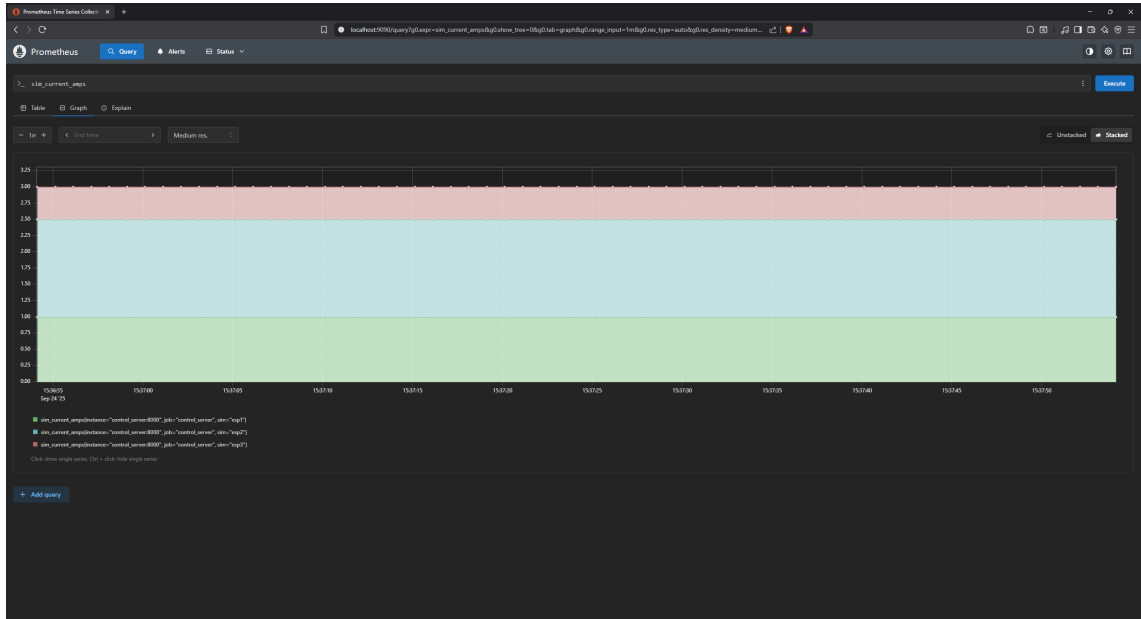 Prometheus Time Series Collecti
localhost:9090/query?g0.expr=sim_current_amps&g0.show_tree=0&g0.tab=graph&g0.range_input=1m&g0.res_type=auto&g0.res_density=medium...
Prometheus Query Alerts Status
>_ sim_current_amps Execute
Table Graph Explain
End time Medium res. Unstacked Stacked
3.25
3.00
2.75
2.50
2.25
2.00
1.75
1.50
1.25
1.00
0.75
0.50
0.25
0.00
15:36:55 15:37:00 15:37:05 15:37:10 15:37:15 15:37:20 15:37:25 15:37:30 15:37:35 15:37:40 15:37:45 15:37:50
Sep 24 '25
sim_current_amps{instance="control_server:8000", job="control_server", sim="esp1"}
sim_current_amps{instance="control_server:8000", job="control_server", sim="esp2"}
sim_current_amps{instance="control_server:8000", job="control_server", sim="esp3"}
Click: show single series, Ctrl + click: hide single series
+ Add query